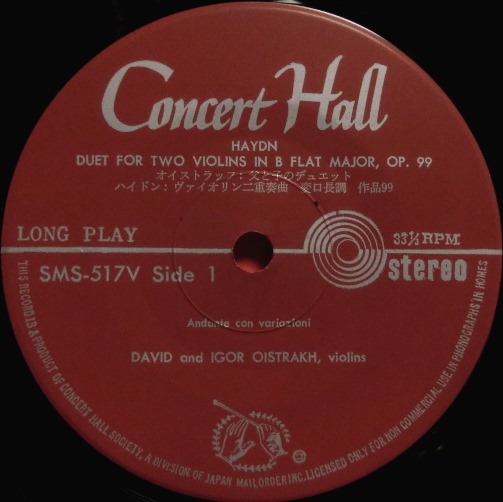 Concert Hall
HAYDN
DUET FOR TWO VIOLINS IN B FLAT MAJOR, OP. 99
オイストラッフ：父と子のデュエット
ハイドン：ヴァイオリン二重奏曲 変ロ長調 作品99
LONG PLAY
33⅓ RPM
SMS-517V Side 1
stereo
Andante con variazioni
DAVID and IGOR OISTRAKH, violins
THIS RECORD IS A PRODUCT OF CONCERT HALL SOCIETY, A DIVISION OF JAPAN MAILORDER INC. LICENSED ONLY FOR NON COMMERCIAL USE IN PHONOGRAPHS IN HOMES